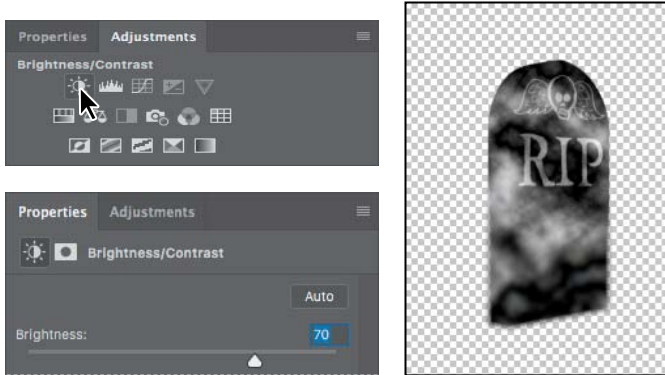 Properties Adjustments
Brightness/Contrast
Properties Adjustments
Brightness/Contrast
Auto
Brightness: 70
RIP